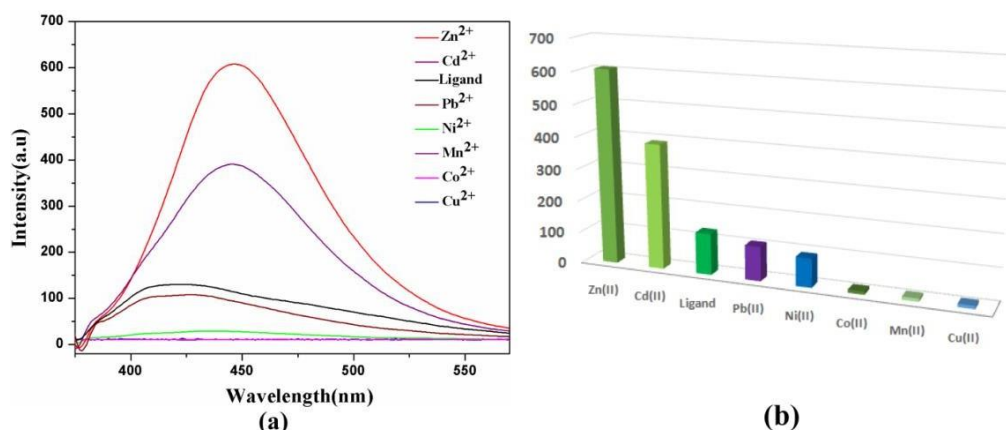 700
600
500
400
300
200
100
0
Intensity(a.u)
400
450
500
550
Wavelength(nm)
Zn2+
Cd2+
Ligand
Pb2+
Ni2+
Mn2+
Co2+
Cu2+
(a)
700
600
500
400
300
200
100
0
Zn(II)
Cd(II)
Ligand
Pb(II)
Ni(II)
Co(II)
Mn(II)
Cu(II)
(b)